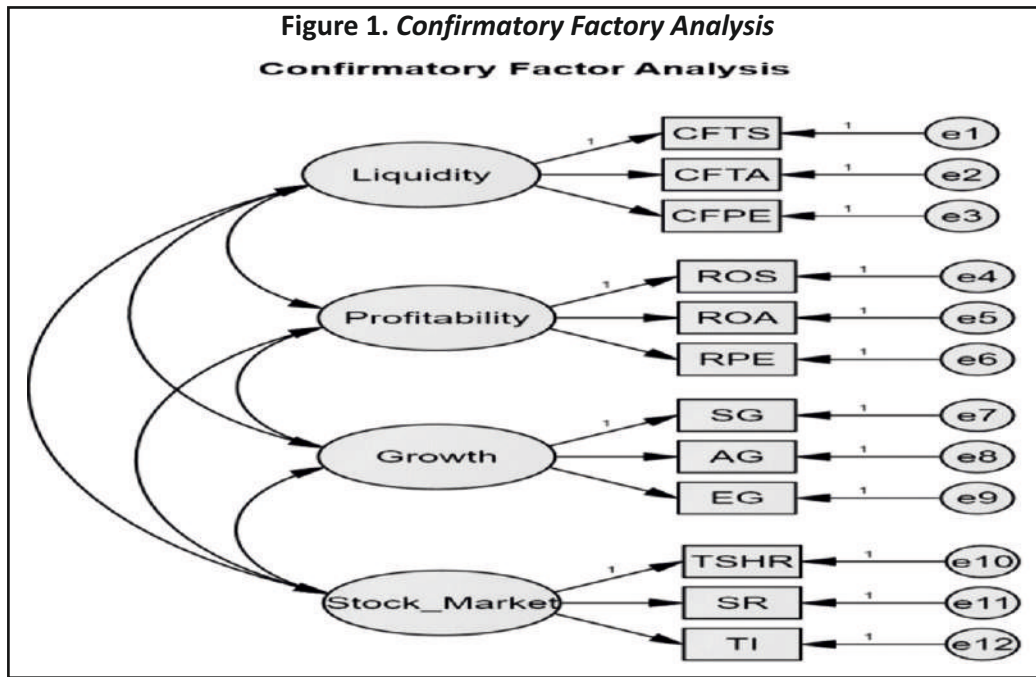 Figure 1. Confirmatory Factory Analysis
Confirmatory Factor Analysis
Liquidity
1
CFTS
1
e1
CFTA
1
e2
CFPE
1
e3
Profitability
1
ROS
1
e4
ROA
1
e5
RPE
1
e6
Growth
1
SG
1
e7
AG
1
e8
EG
1
e9
Stock_Market
1
TSHR
1
e10
SR
1
e11
TI
1
e12